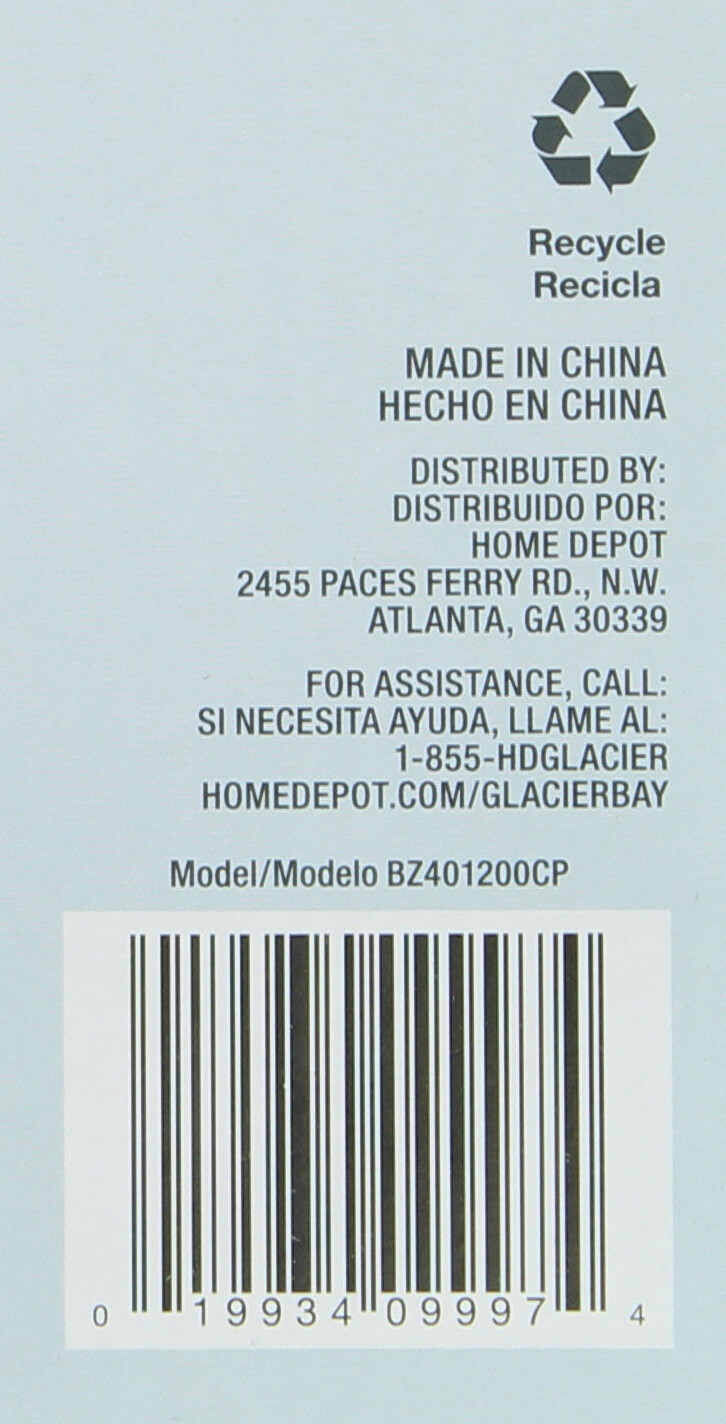 Recycle
Recicla
MADE IN CHINA
HECHO EN CHINA
DISTRIBUTED BY:
DISTRIBUIDO POR:
HOME DEPOT
2455 PACES FERRY RD., N.W.
ATLANTA, GA 30339
FOR ASSISTANCE, CALL:
SI NECESITA AYUDA, LLAME AL:
1-855-HDGLACIER
HOMEDEPOT.COM/GLACIERBAY
Model/Modelo BZ401200CP
0 19934 09997 4